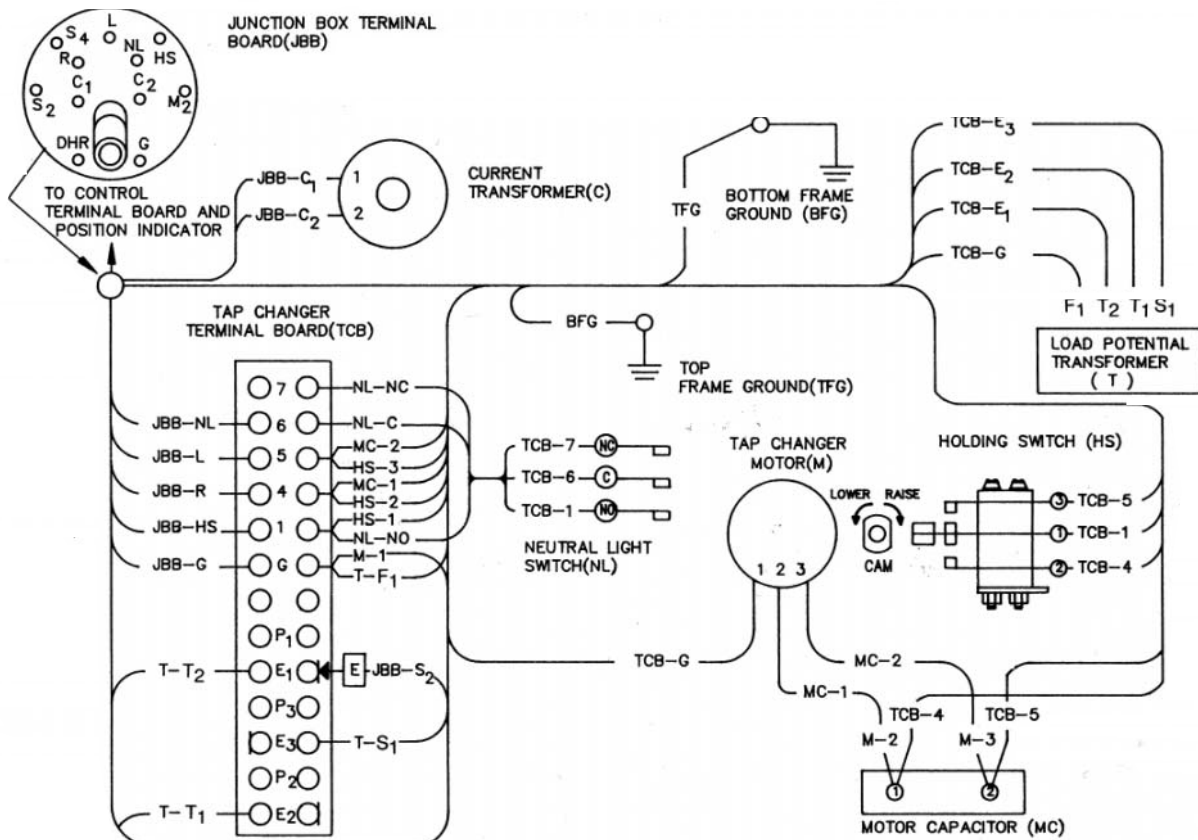 JUNCTION BOX TERMINAL
BOARD(JBB)
L
S4
NL
HS
R
C1
C2
S2
M2
DHR
G
TO CONTROL
TERMINAL BOARD AND
POSITION INDICATOR
JBB-C1
JBB-C2
1
2
CURRENT
TRANSFORMER(C)
TFG
BOTTOM FRAME
GROUND (BFG)
TCB-E3
TCB-E2
TCB-E1
TCB-G
F1 T2 T1 S1
LOAD POTENTIAL
TRANSFORMER
( T )
BFG
TOP
FRAME GROUND(TFG)
TAP CHANGER
TERMINAL BOARD(TCB)
7 NL-NC
JBB-NL 6 NL-C
JBB-L 5 MC-2
HS-3
JBB-R 4 MC-1
HS-2
JBB-HS 1 HS-1
NL-NO
JBB-G G M-1
T-F1
P1
T-T2 E1 E JBB-S2
P3
E3 T-S1
P2
T-T1 E2
TCB-7 NC
TCB-6 C
TCB-1 NO
NEUTRAL LIGHT
SWITCH(NL)
TAP CHANGER
MOTOR(M)
1 2 3
LOWER RAISE
CAM
HOLDING SWITCH (HS)
3 TCB-5
1 TCB-1
2 TCB-4
TCB-G
MC-2
MC-1
TCB-4
TCB-5
M-2
M-3
1
2
MOTOR CAPACITOR (MC)